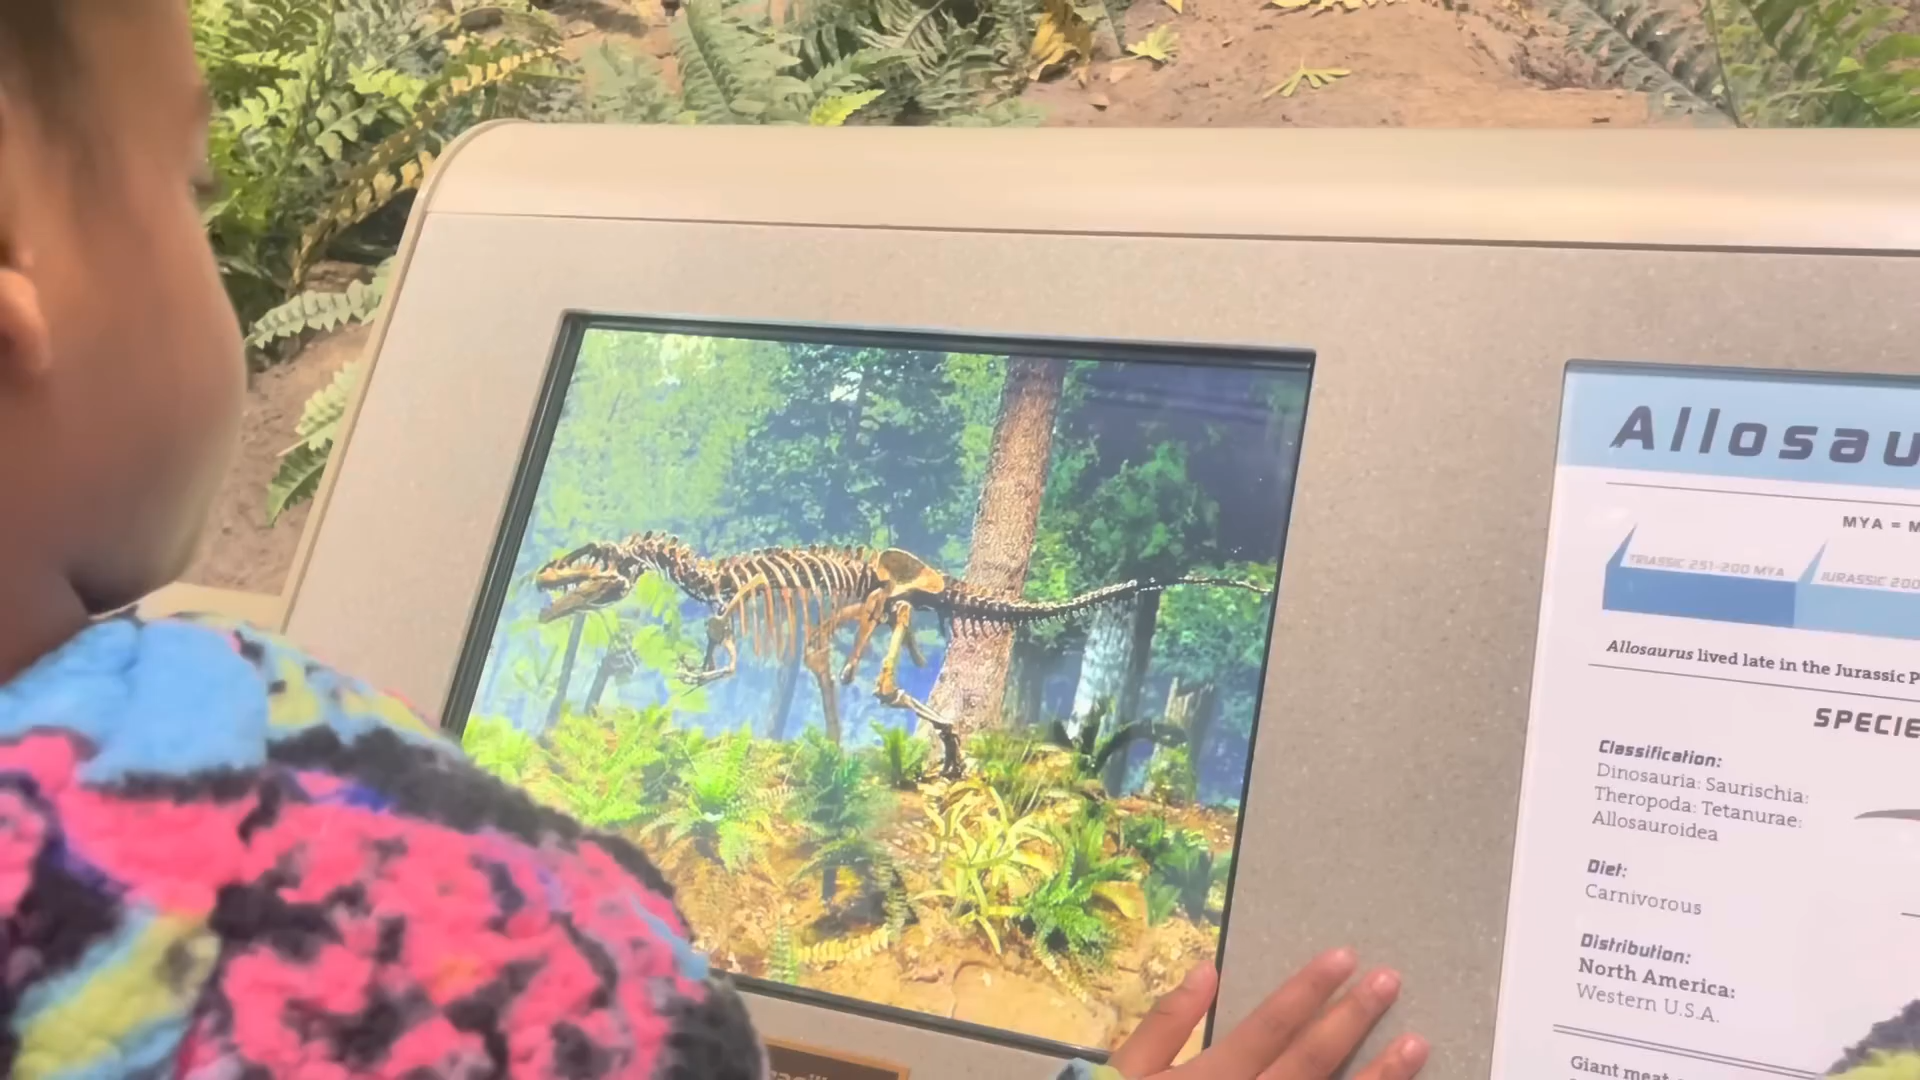 Allosau
MYA = M
TRIASSIC 251-200 MYA
JURASSIC 200
Allosaurus lived late in the Jurassic P
SPECIE
Classification:
Dinosauria: Saurischia:
Theropoda: Tetanurae:
Allosauroidea
Diet:
Carnivorous
Distribution:
North America:
Western U.S.A.
Giant meat